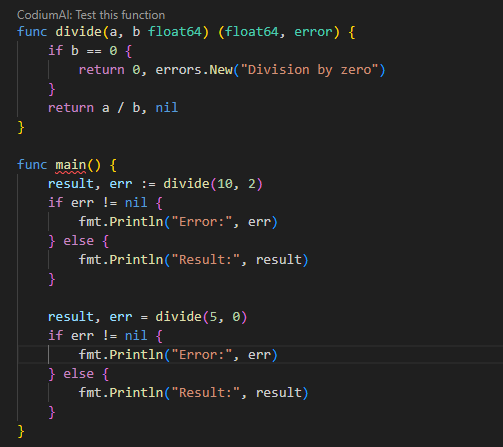 CodiumAI: Test this function
func divide(a, b float64) (float64, error) {
    if b == 0 {
        return 0, errors.New("Division by zero")
    }
    return a / b, nil
}

func main() {
    result, err := divide(10, 2)
    if err != nil {
        fmt.Println("Error:", err)
    } else {
        fmt.Println("Result:", result)
    }

    result, err = divide(5, 0)
    if err != nil {
        fmt.Println("Error:", err)
    } else {
        fmt.Println("Result:", result)
    }
}